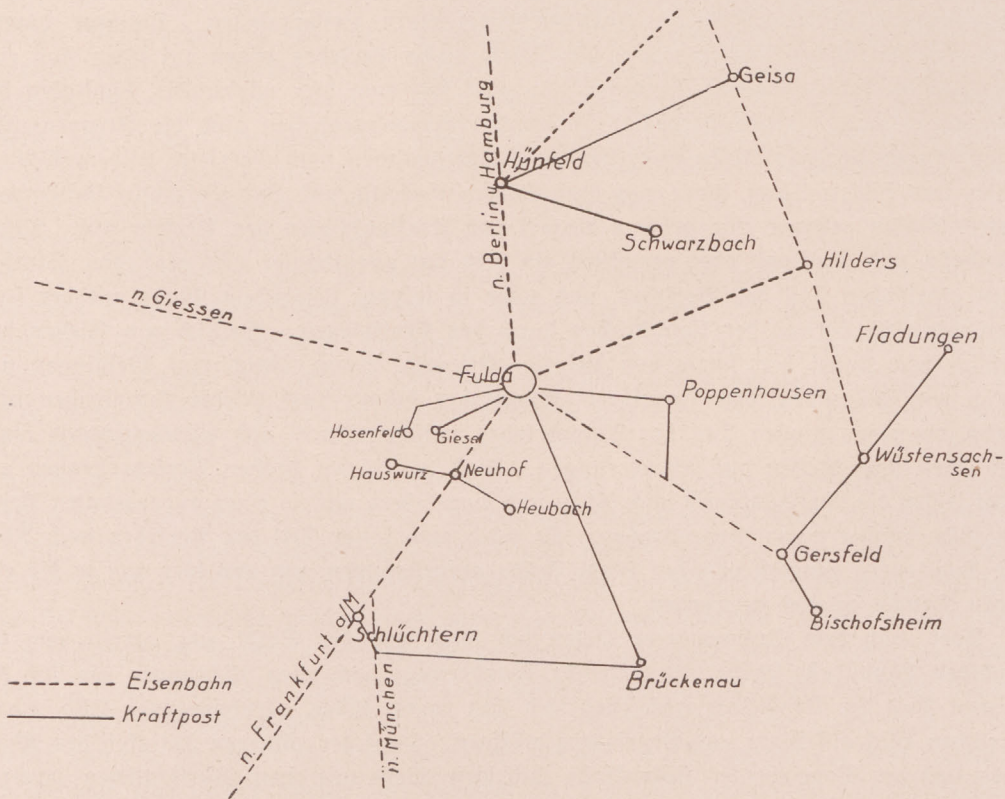 Geisa
n. Berlin u. Hamburg
Hünfeld
Schwarzbach
Hilders
n. Giessen
Fladungen
Fulda
Poppenhausen
Hosenfeld
Giesel
Hauswurz
Neuhof
Wüstensach-
sen
Heubach
Gersfeld
Bischofsheim
Schlüchtern
Brückenau
n. Frankfurt a/M
n. München
Eisenbahn
Kraftpost